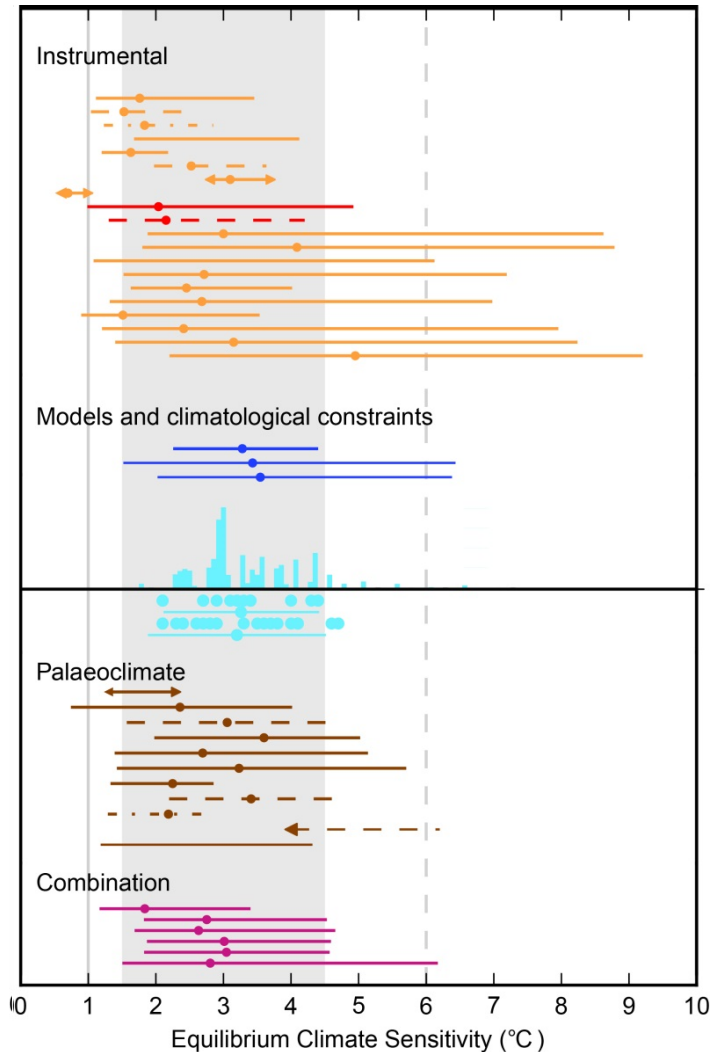 Instrumental
Models and climatological constraints
Palaeoclimate
Combination
0 1 2 3 4 5 6 7 8 9 10
Equilibrium Climate Sensitivity (°C )